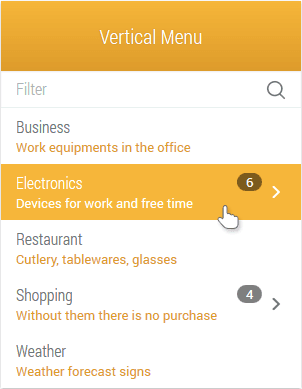 Vertical Menu
Filter
Business
Work equipments in the office
Electronics 6
Devices for work and free time
Restaurant
Cutlery, tablewares, glasses
Shopping 4
Without them there is no purchase
Weather
Weather forecast signs